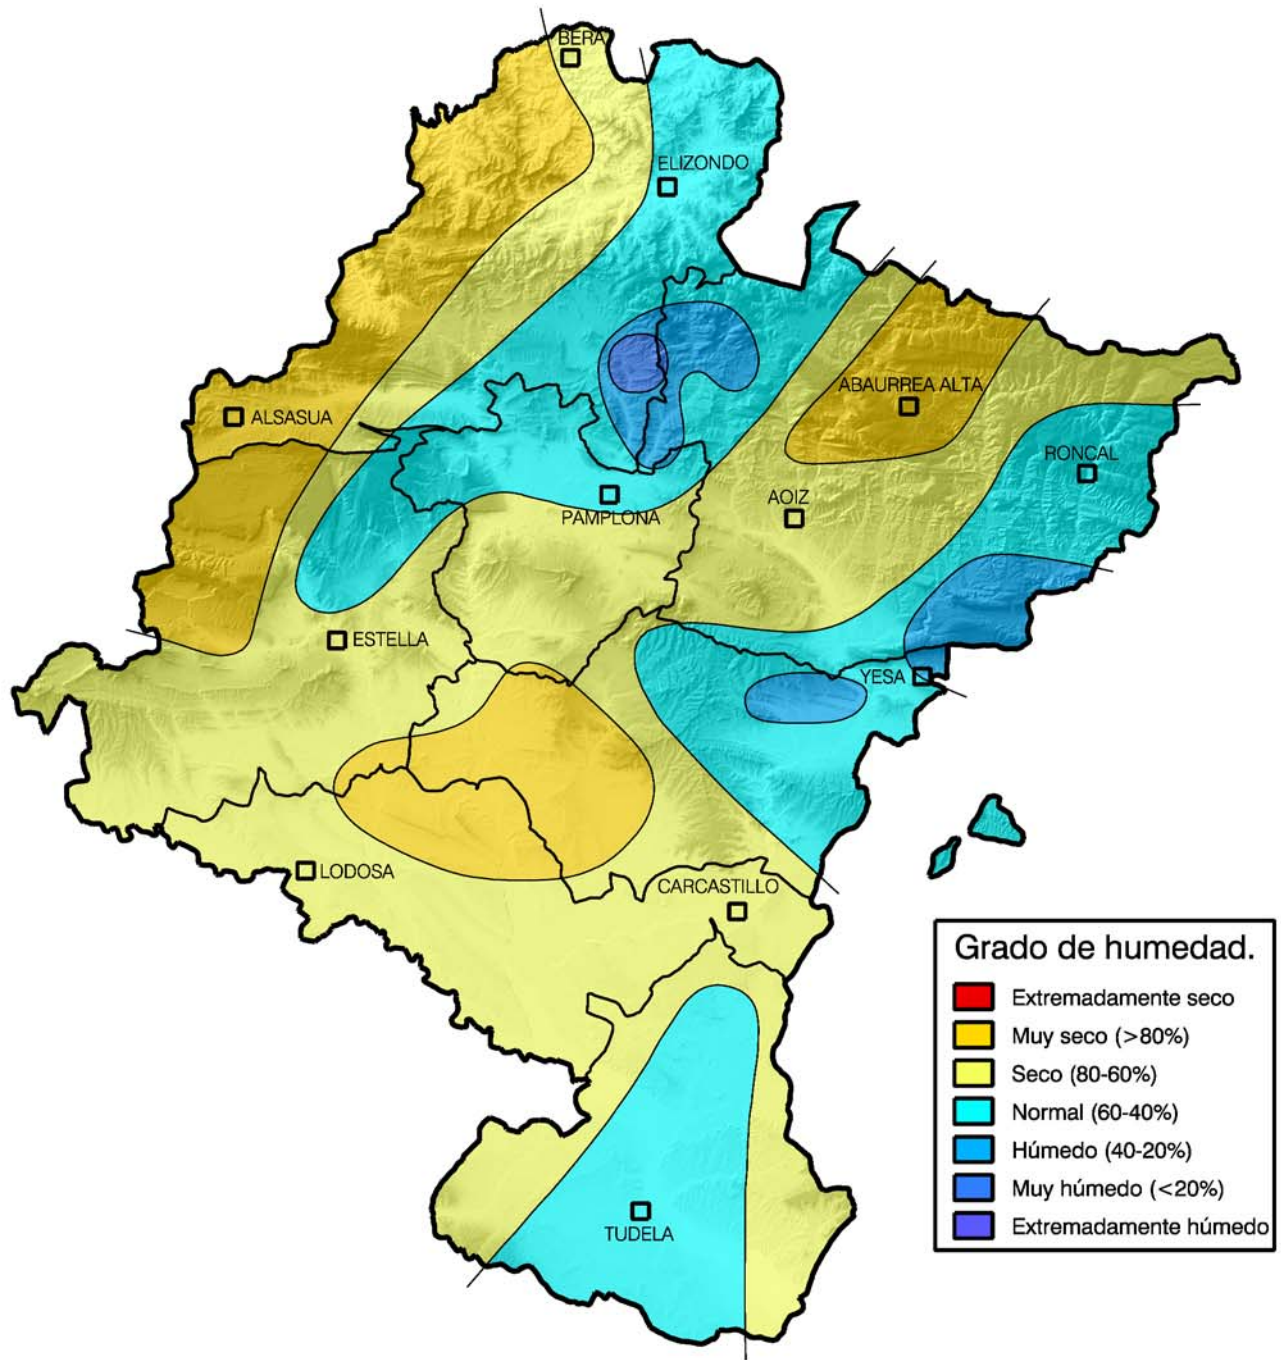 BERA
ELIZONDO
ABAURREA ALTA
ALSASUA
RONCAL
AOIZ
PAMPLONA
ESTELLA
YESA
LODOSA
CARCASTILLO
TUDELA
Grado de humedad.
Extremadamente seco
Muy seco (>80%)
Seco (80-60%)
Normal (60-40%)
Húmedo (40-20%)
Muy húmedo (<20%)
Extremadamente húmedo